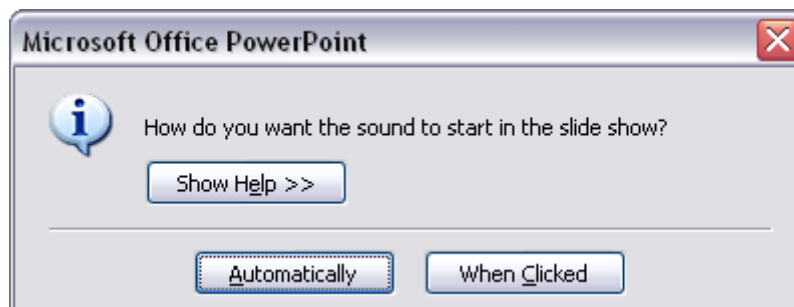 Microsoft Office PowerPoint
How do you want the sound to start in the slide show?
Show Help >>
Automatically
When Clicked